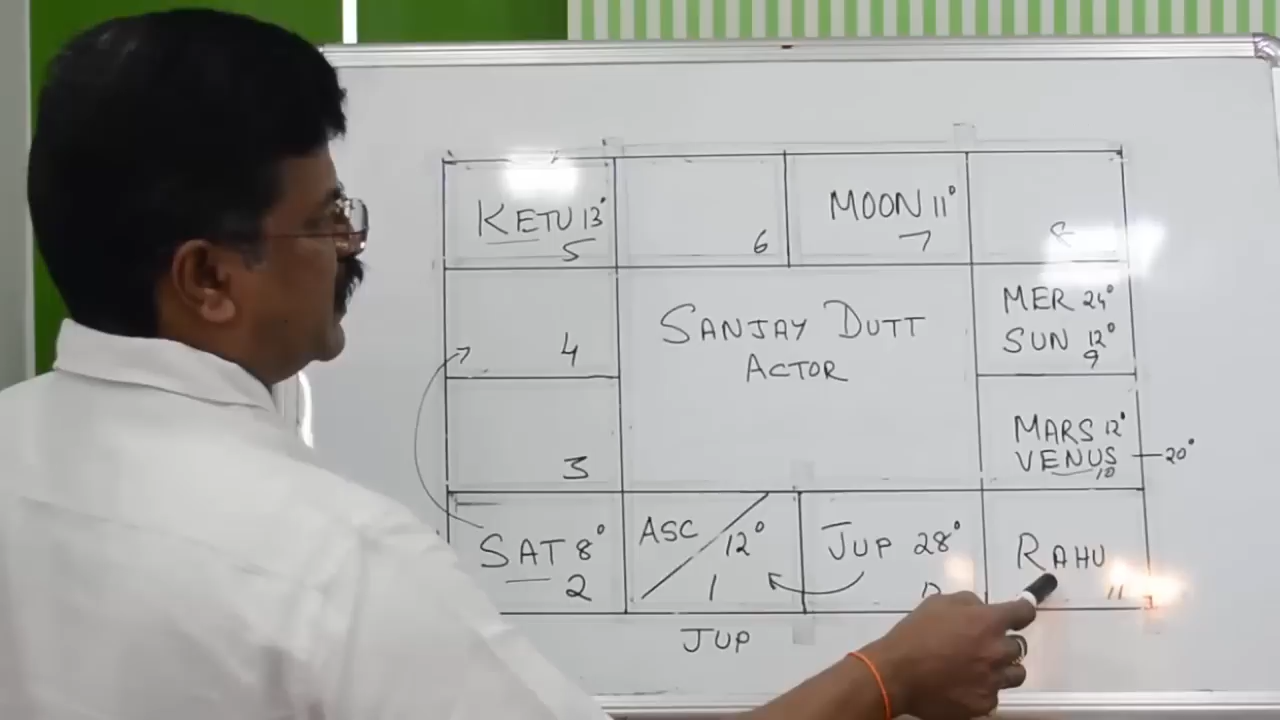 KETU 13°
5
6
MOON 11°
7
8
4
SANJAY DUTT
ACTOR
MER 24°
SUN 12°
9
3
MARS 12°
VENUS
20°
10
SAT 8°
2
ASC
12°
1
JUP 28°
RAHU
11
JUP